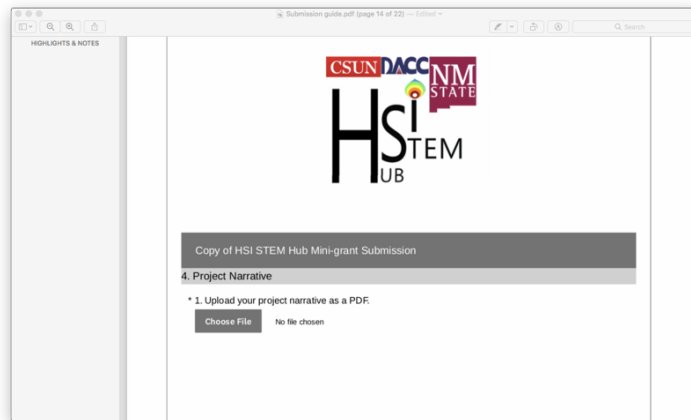 Submission guide.pdf (page 14 of 22) — Edited
Search
HIGHLIGHTS & NOTES
CSUN DACC NM
STATE
HSi
STEM
HUB
Copy of HSI STEM Hub Mini-grant Submission
4. Project Narrative
* 1. Upload your project narrative as a PDF.
Choose File No file chosen